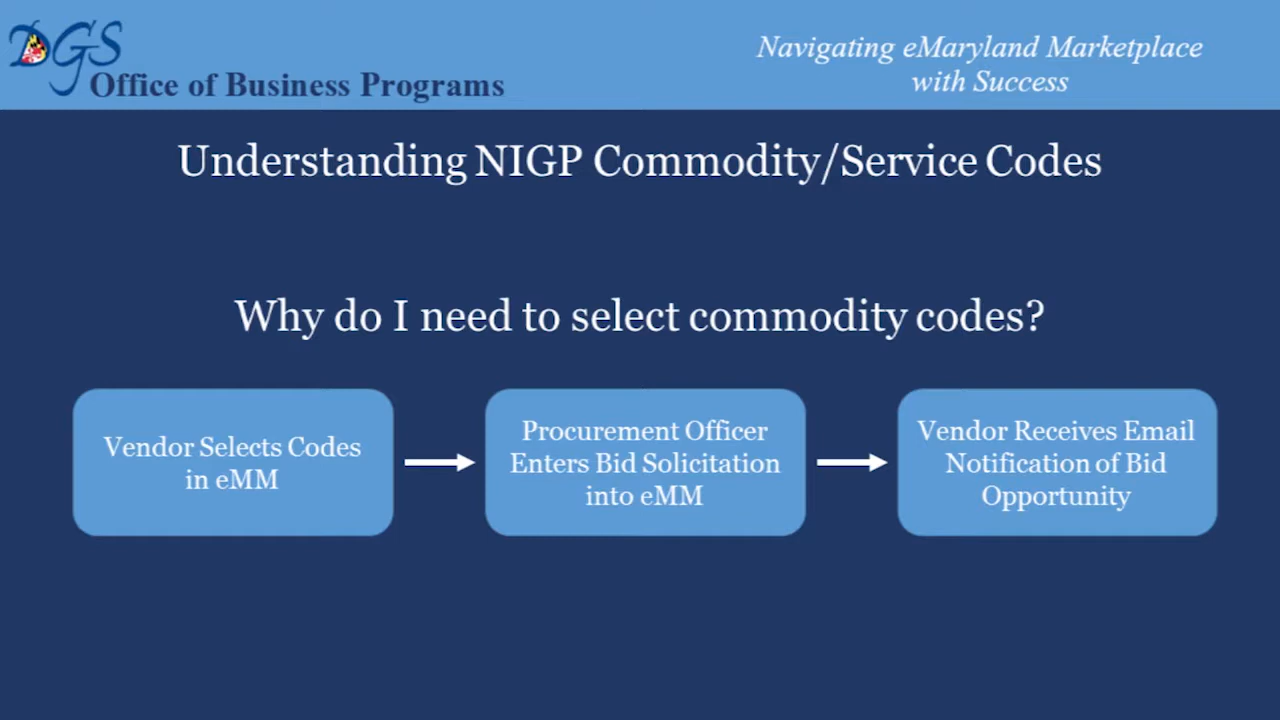 DGS
Office of Business Programs
Navigating eMaryland Marketplace
with Success
Understanding NIGP Commodity/Service Codes
Why do I need to select commodity codes?
Vendor Selects Codes
in eMM
Procurement Officer
Enters Bid Solicitation
into eMM
Vendor Receives Email
Notification of Bid
Opportunity